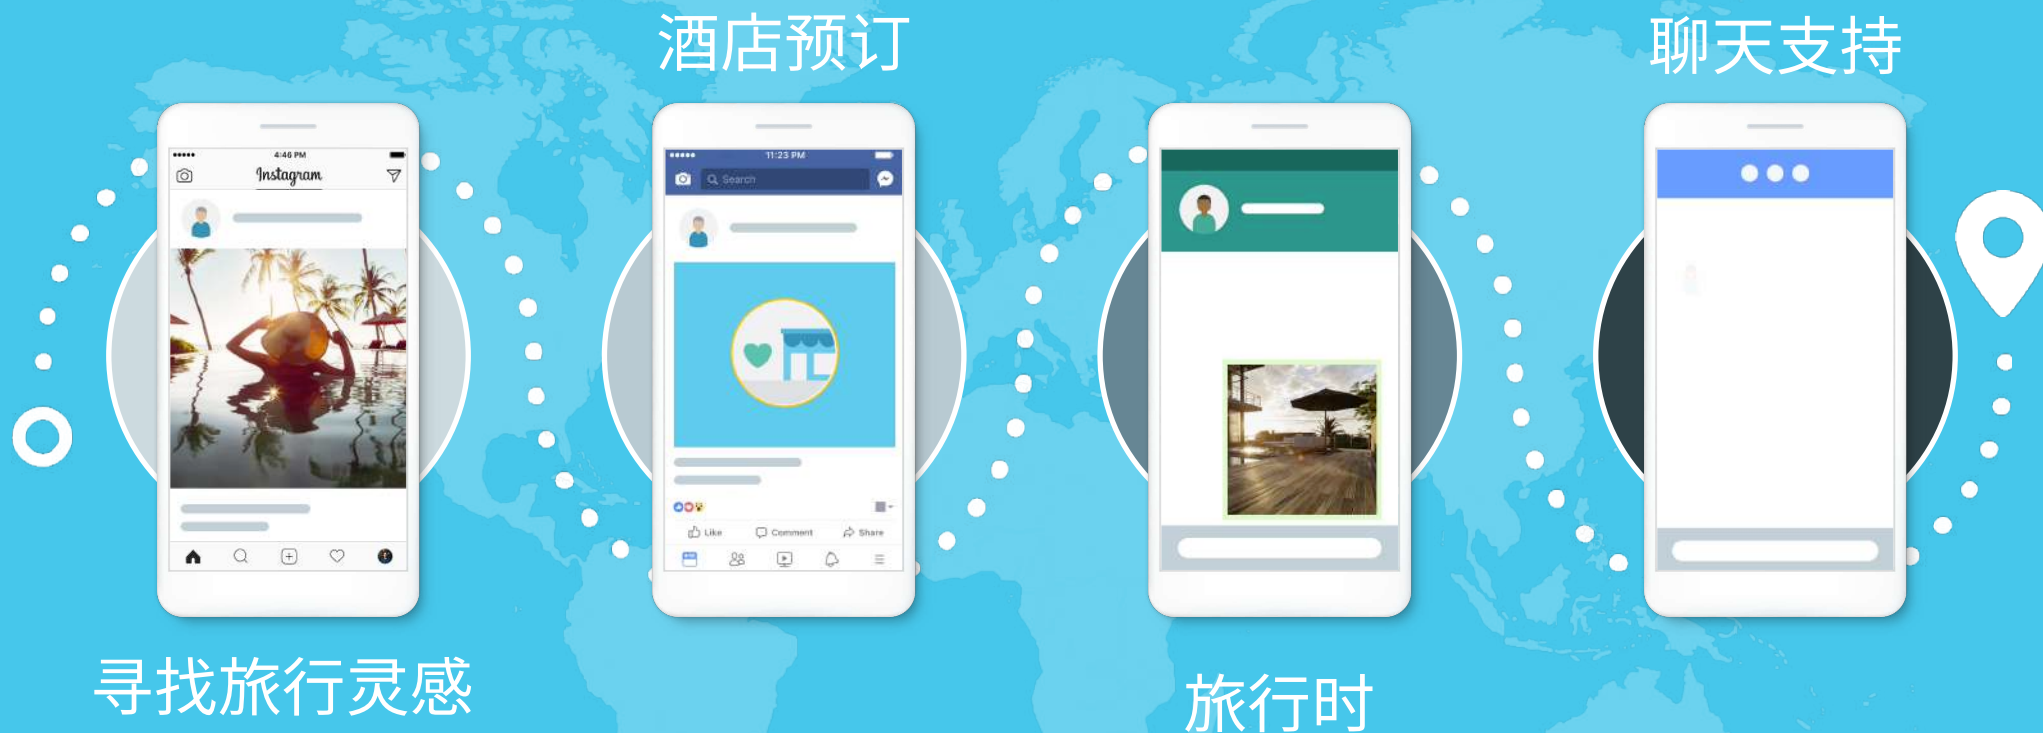 酒店预订
聊天支持
4:46 PM
Instagram
11:23 PM
Search
Like
Comment
Share
寻找旅行灵感
旅行时